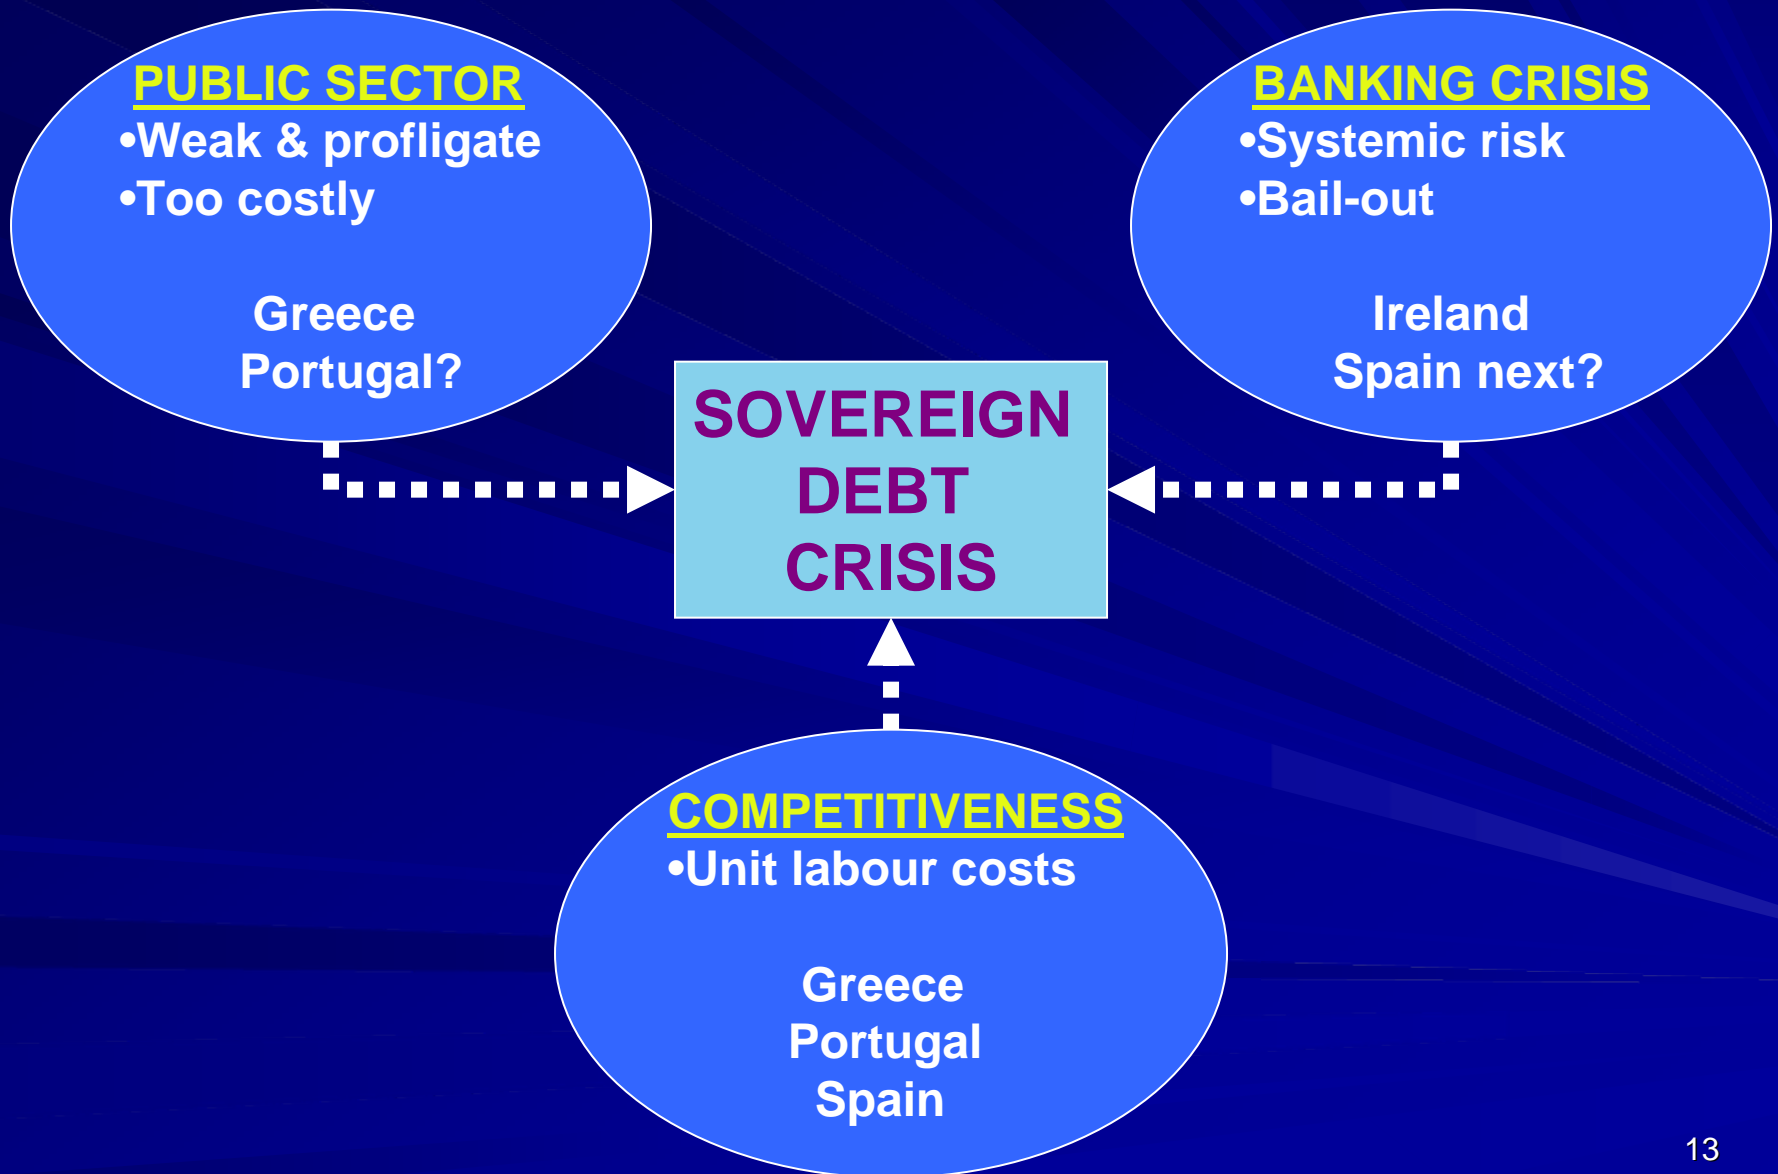 PUBLIC SECTOR
•Weak & profligate
•Too costly
Greece
Portugal?
BANKING CRISIS
•Systemic risk
•Bail-out
Ireland
Spain next?
SOVEREIGN
DEBT
CRISIS
COMPETITIVENESS
•Unit labour costs
Greece
Portugal
Spain
13